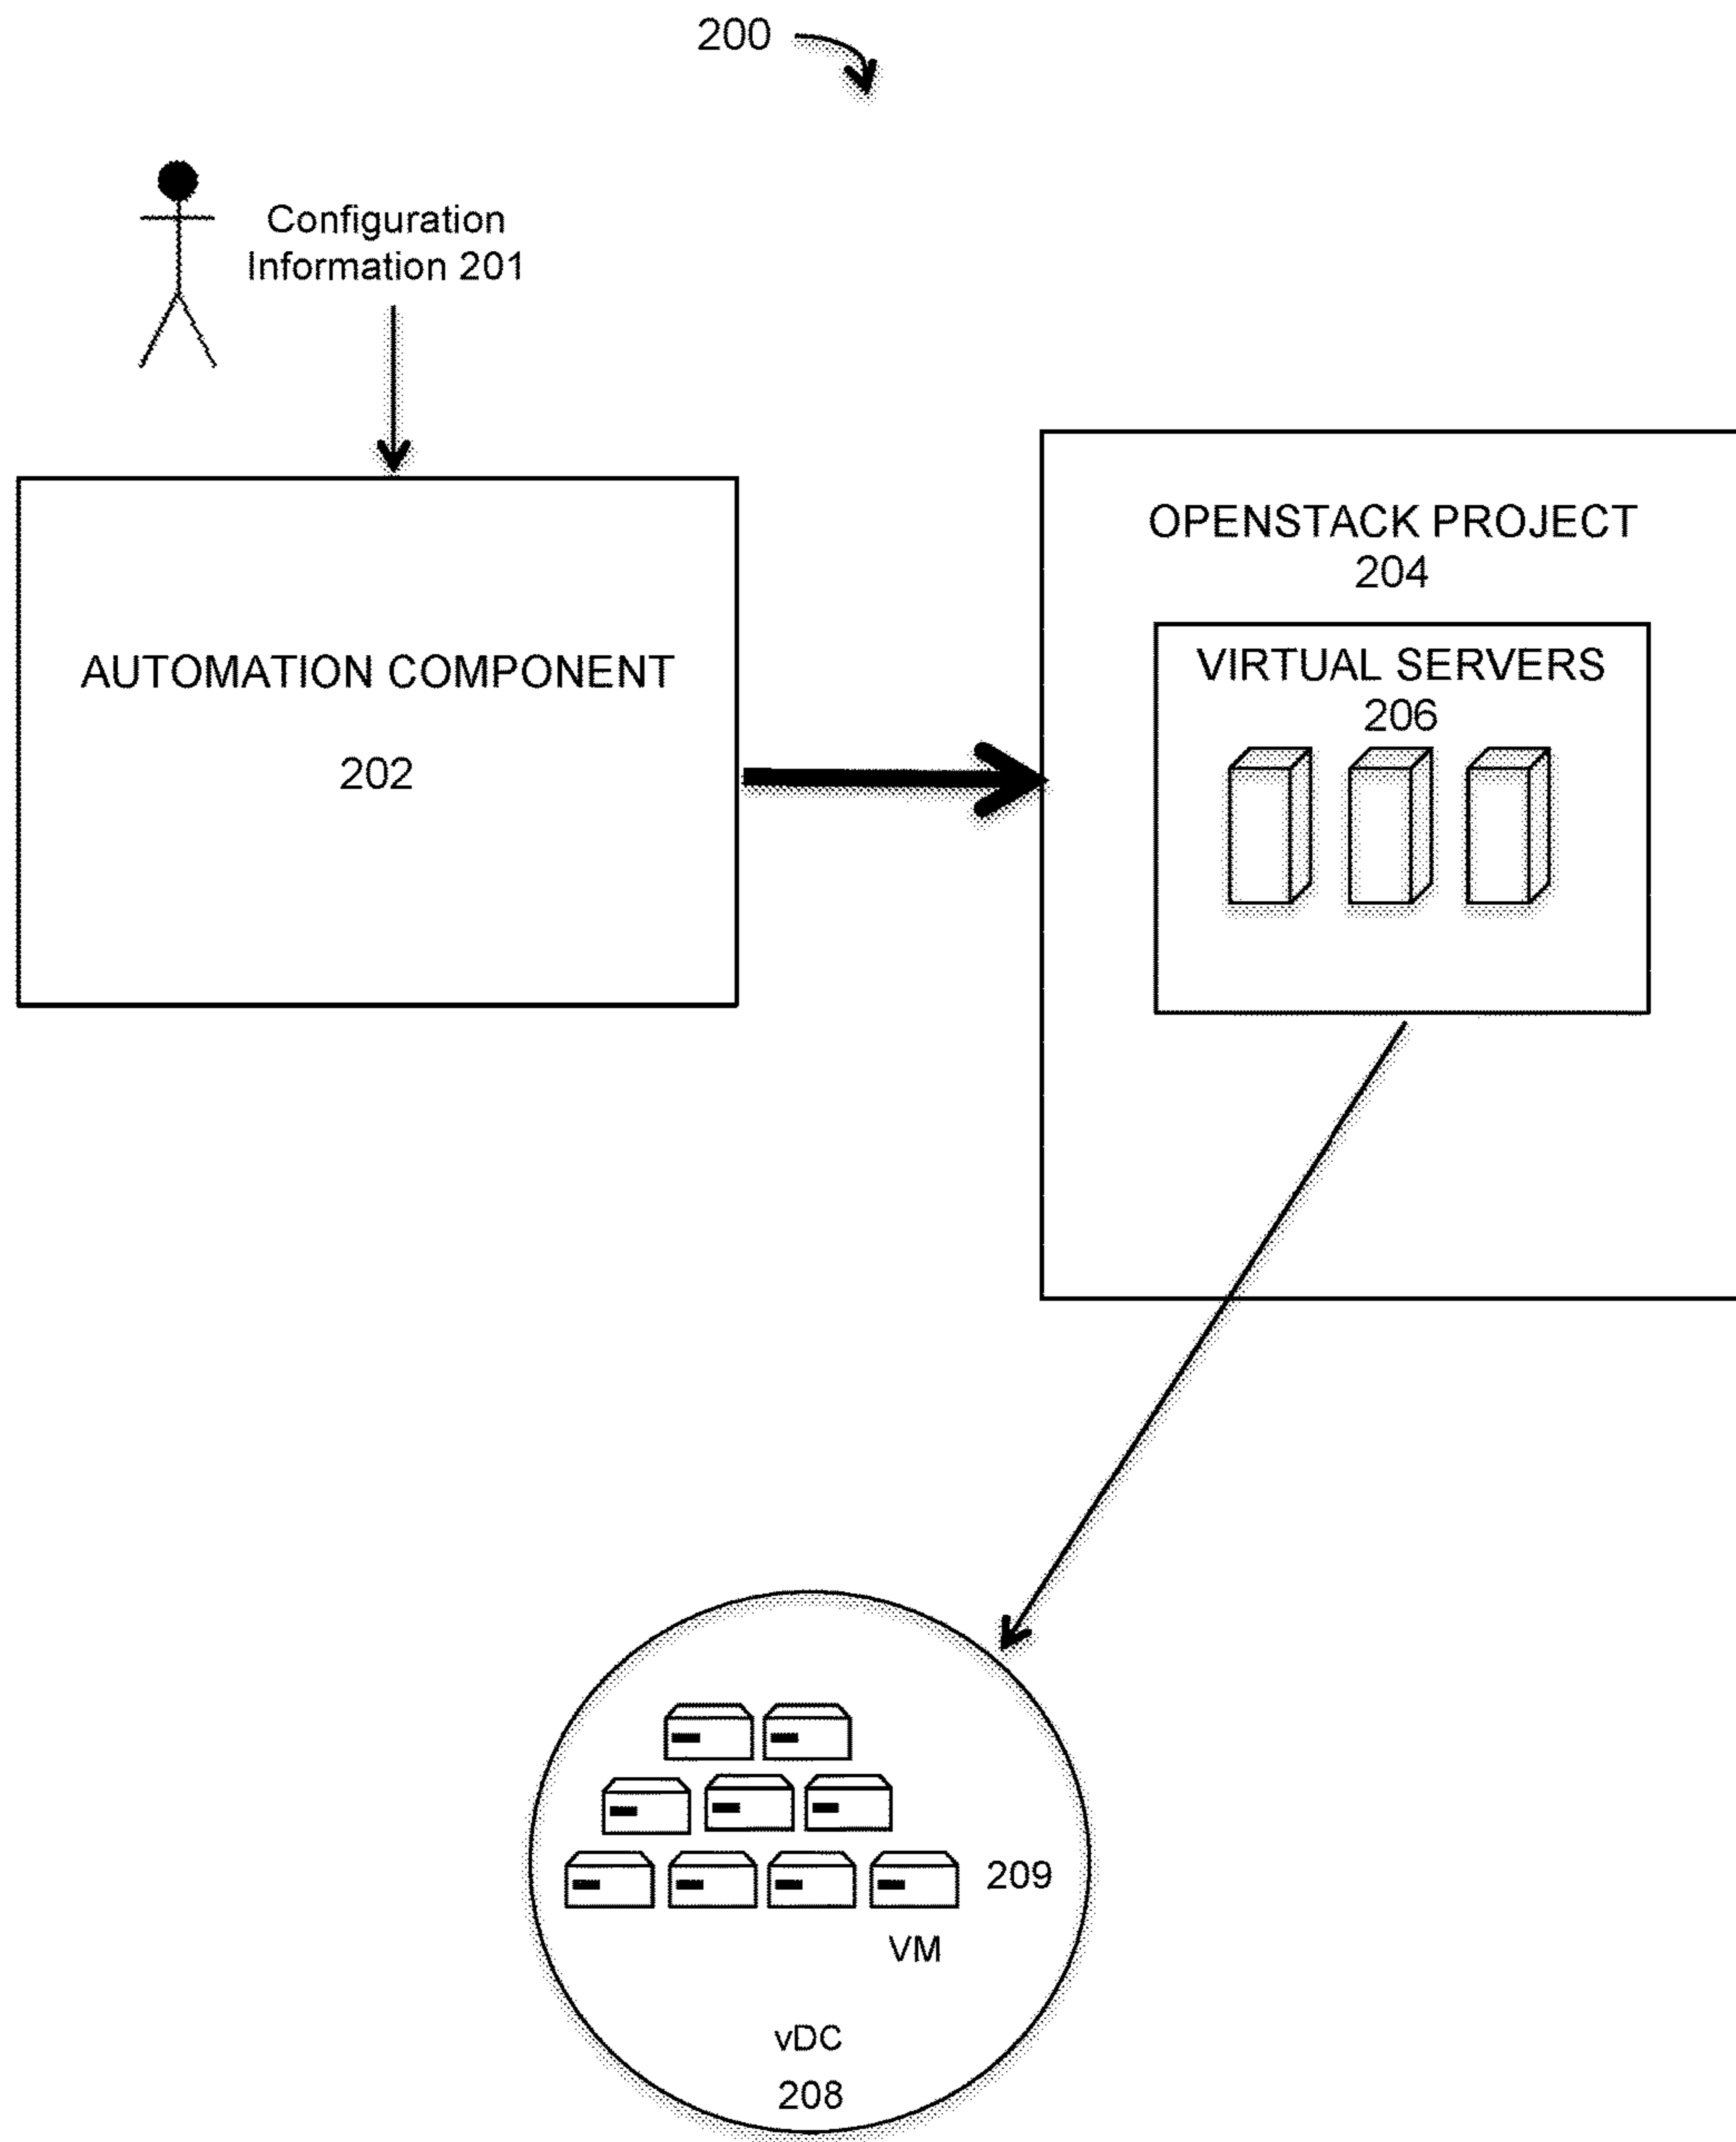 200
Configuration
Information 201
AUTOMATION COMPONENT
202
OPENSTACK PROJECT
204
VIRTUAL SERVERS
206
209
VM
vDC
208